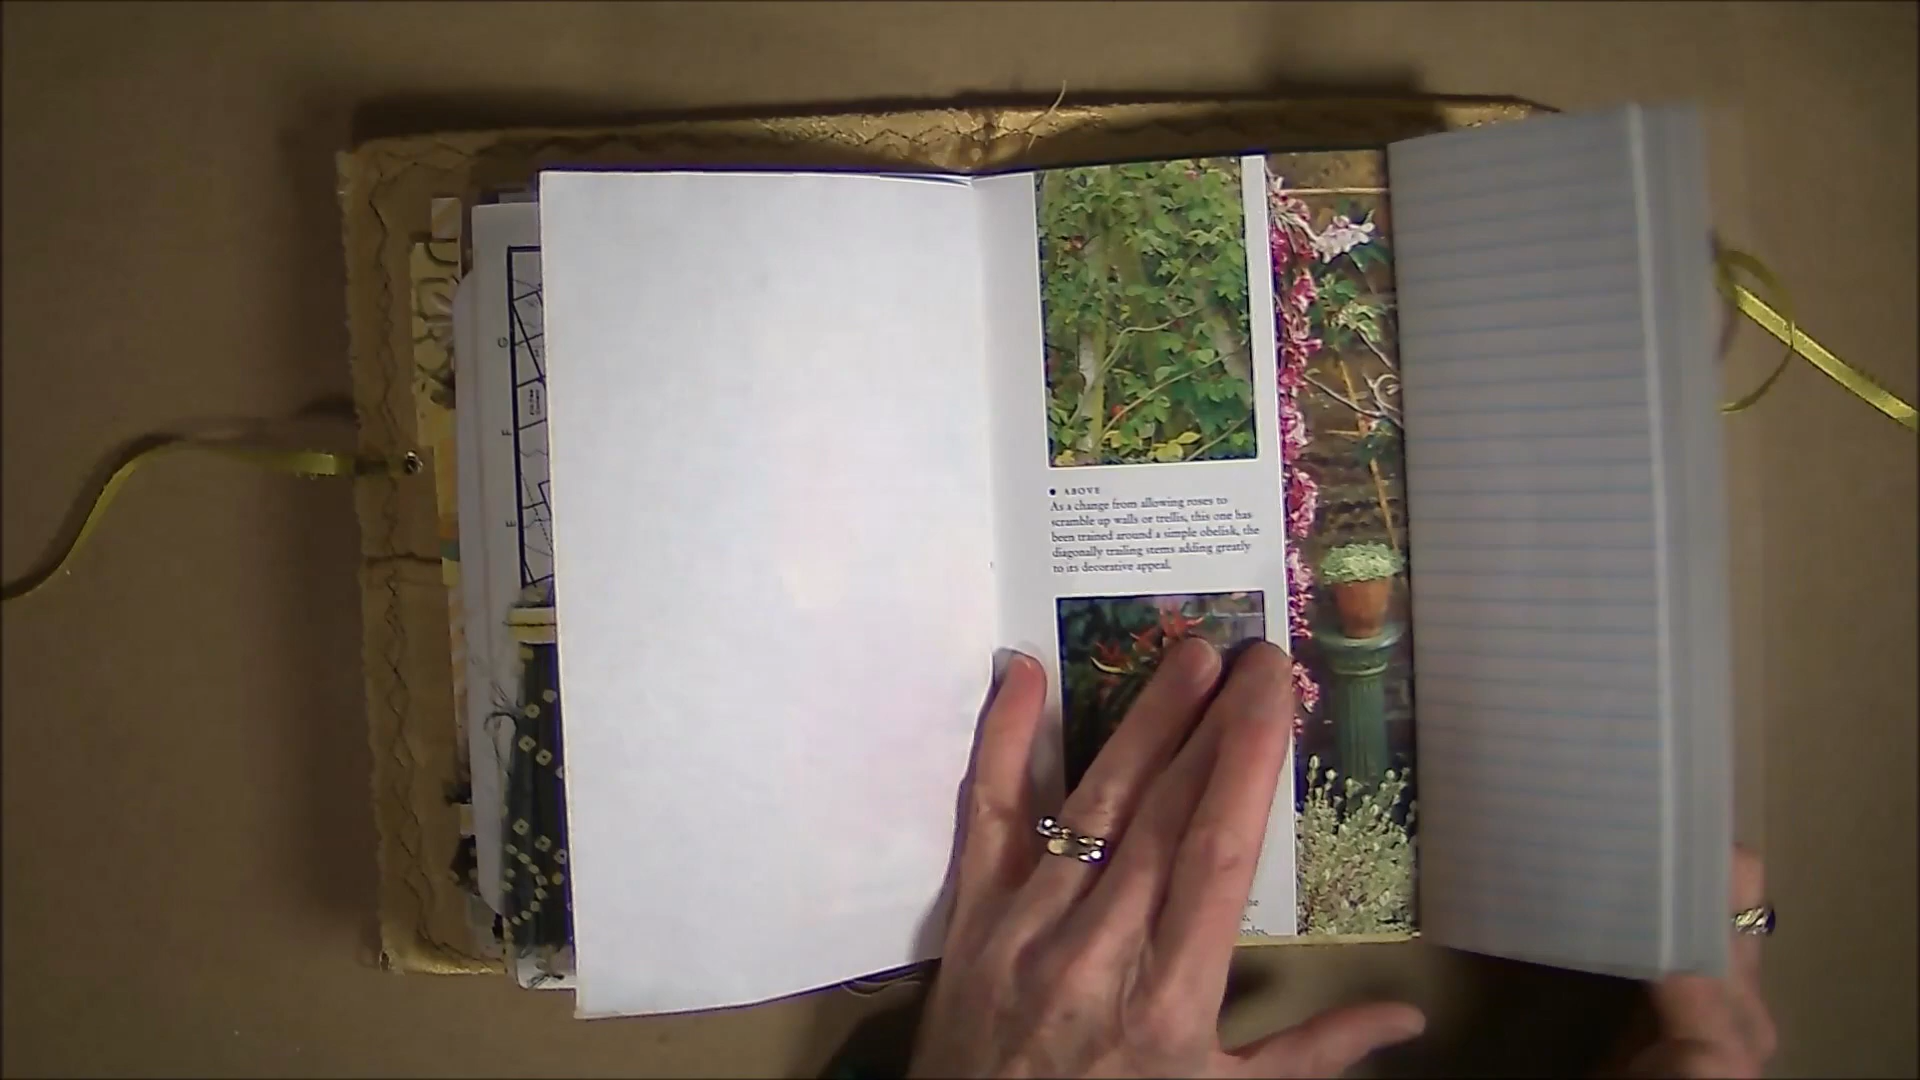 G
F
E
• ABOVE
As a change from allowing roses to
scramble up walls or trellis, this one has
been trained around a simple obelisk, the
diagonally trailing stems adding greatly
to its decorative appeal.